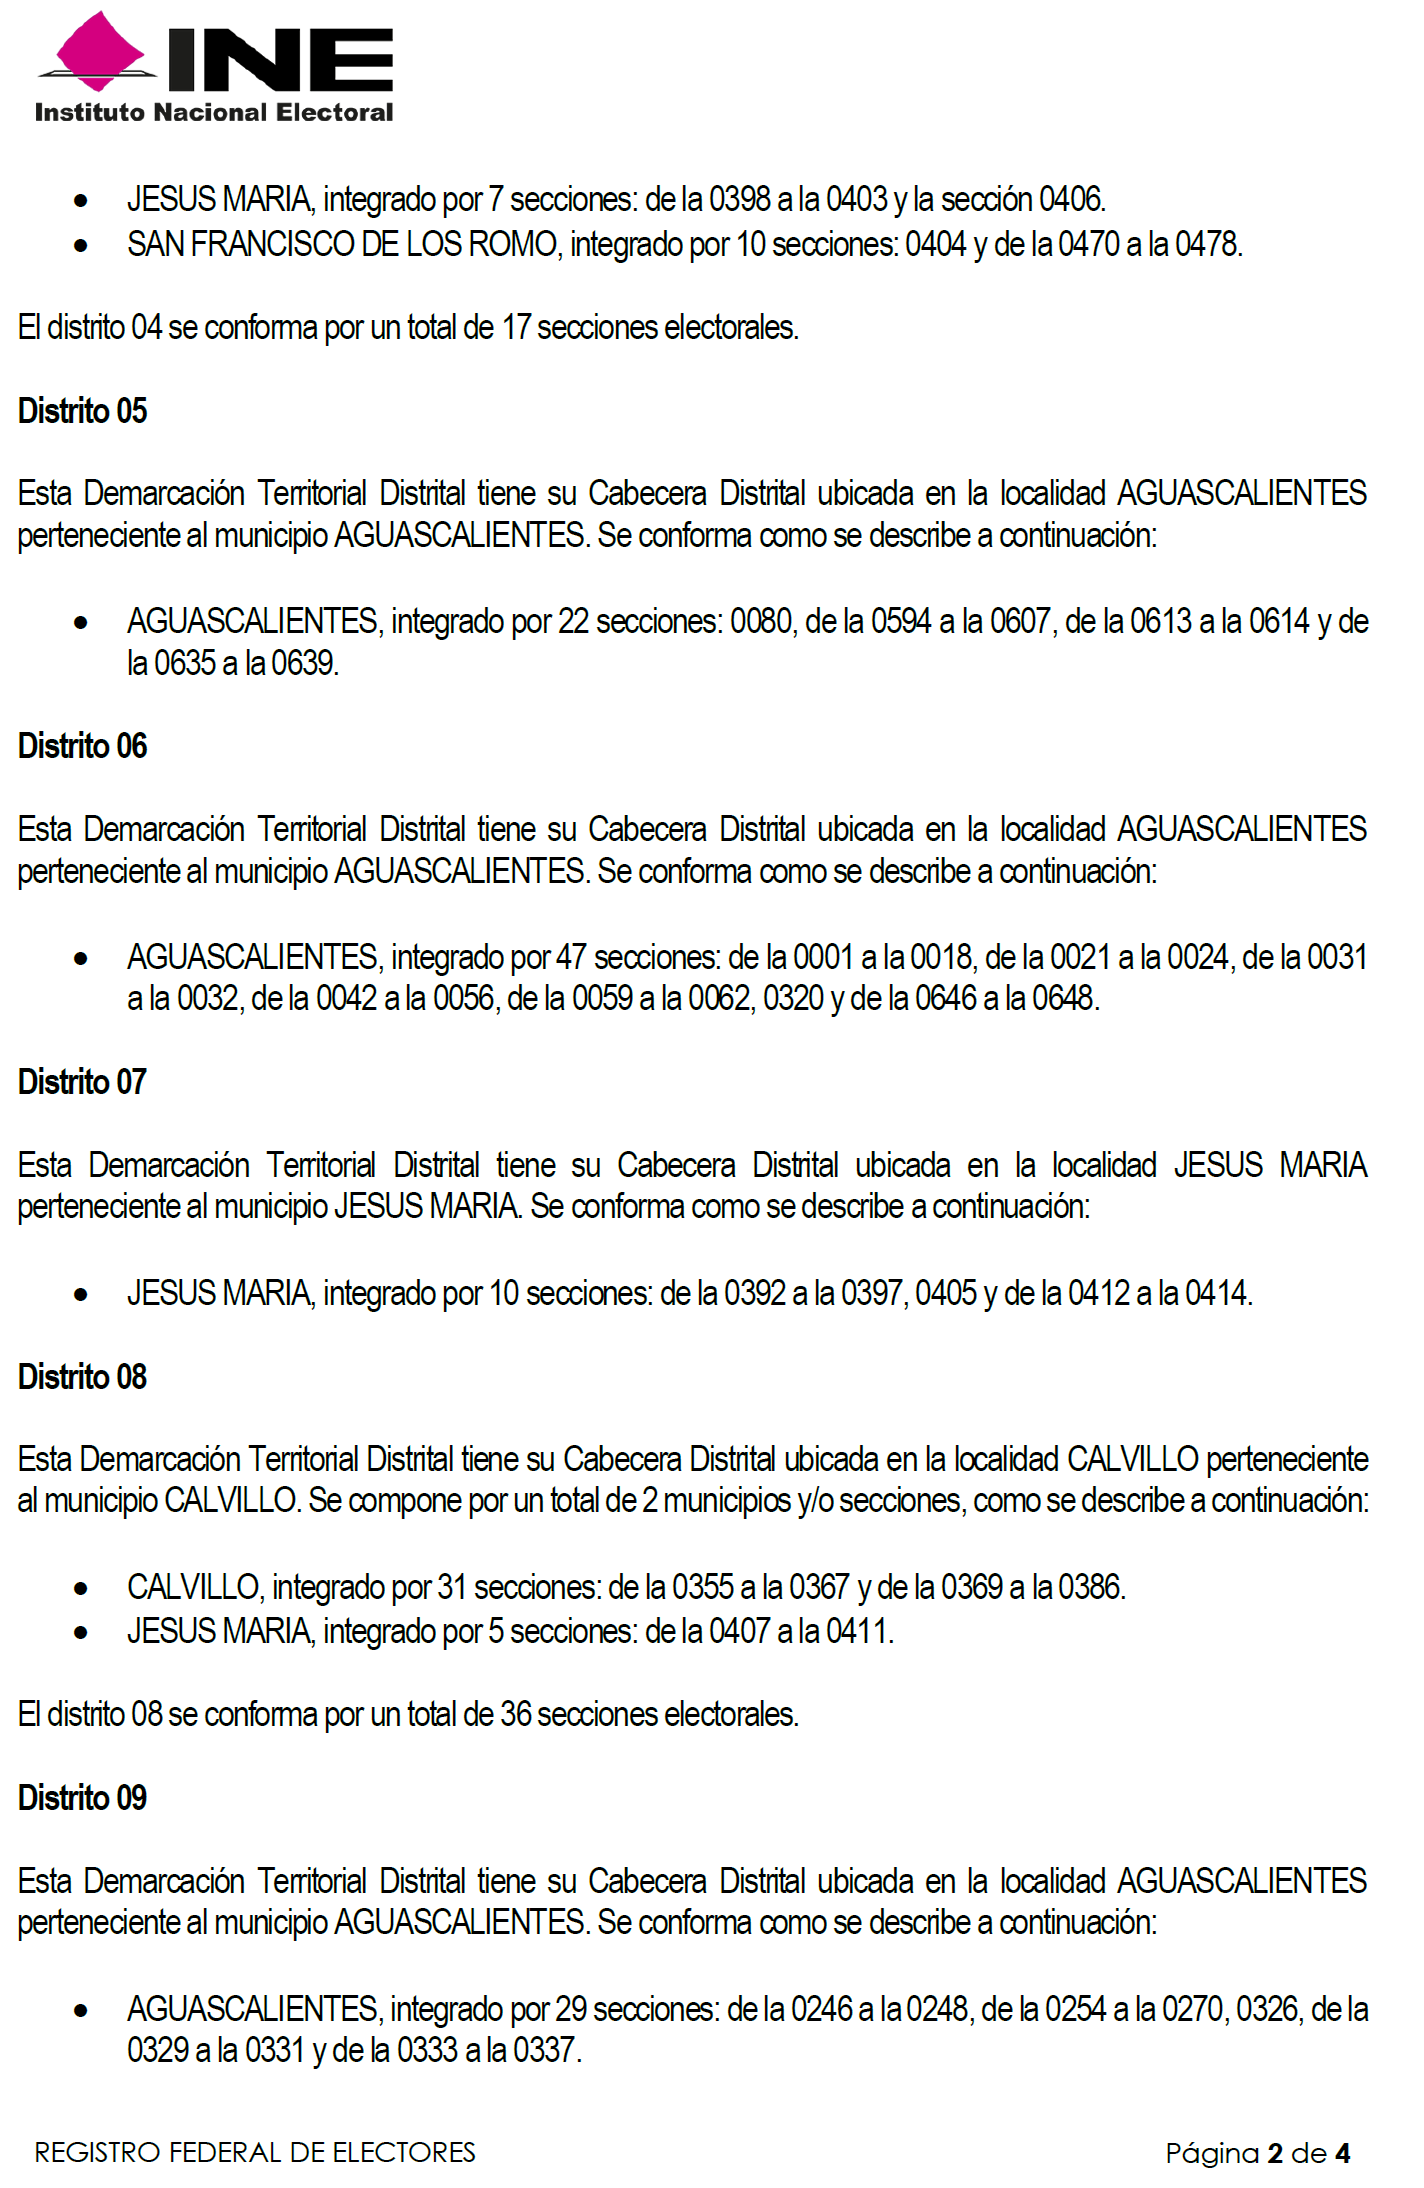 INE
Instituto Nacional Electoral
• JESUS MARIA, integrado por 7 secciones: de la 0398 a la 0403 y la sección 0406.
• SAN FRANCISCO DE LOS ROMO, integrado por 10 secciones: 0404 y de la 0470 a la 0478.
El distrito 04 se conforma por un total de 17 secciones electorales.
Distrito 05
Esta Demarcación Territorial Distrital tiene su Cabecera Distrital ubicada en la localidad AGUASCALIENTES
perteneciente al municipio AGUASCALIENTES. Se conforma como se describe a continuación:
• AGUASCALIENTES, integrado por 22 secciones: 0080, de la 0594 a la 0607, de la 0613 a la 0614 y de
la 0635 a la 0639.
Distrito 06
Esta Demarcación Territorial Distrital tiene su Cabecera Distrital ubicada en la localidad AGUASCALIENTES
perteneciente al municipio AGUASCALIENTES. Se conforma como se describe a continuación:
• AGUASCALIENTES, integrado por 47 secciones: de la 0001 a la 0018, de la 0021 a la 0024, de la 0031
a la 0032, de la 0042 a la 0056, de la 0059 a la 0062, 0320 y de la 0646 a la 0648.
Distrito 07
Esta Demarcación Territorial Distrital tiene su Cabecera Distrital ubicada en la localidad JESUS MARIA
perteneciente al municipio JESUS MARIA. Se conforma como se describe a continuación:
• JESUS MARIA, integrado por 10 secciones: de la 0392 a la 0397, 0405 y de la 0412 a la 0414.
Distrito 08
Esta Demarcación Territorial Distrital tiene su Cabecera Distrital ubicada en la localidad CALVILLO perteneciente
al municipio CALVILLO. Se compone por un total de 2 municipios y/o secciones, como se describe a continuación:
• CALVILLO, integrado por 31 secciones: de la 0355 a la 0367 y de la 0369 a la 0386.
• JESUS MARIA, integrado por 5 secciones: de la 0407 a la 0411.
El distrito 08 se conforma por un total de 36 secciones electorales.
Distrito 09
Esta Demarcación Territorial Distrital tiene su Cabecera Distrital ubicada en la localidad AGUASCALIENTES
perteneciente al municipio AGUASCALIENTES. Se conforma como se describe a continuación:
• AGUASCALIENTES, integrado por 29 secciones: de la 0246 a la 0248, de la 0254 a la 0270, 0326, de la
0329 a la 0331 y de la 0333 a la 0337.
REGISTRO FEDERAL DE ELECTORES
Página 2 de 4